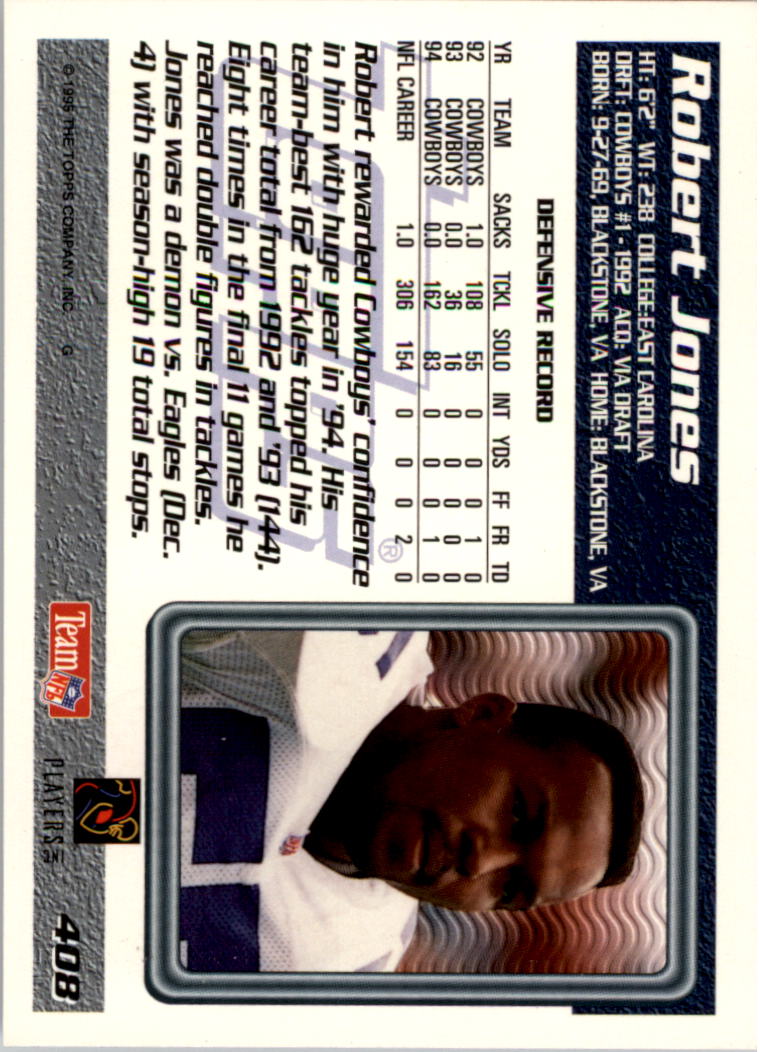 Robert Jones
HT: 6'2" WT: 238 COLLEGE: EAST CAROLINA
DRFT: COWBOYS #1 - 1992 ACQ: VIA DRAFT
BORN: 9-27-69, BLACKSTONE, VA HOME: BLACKSTONE, VA
DEFENSIVE RECORD
YR TEAM SACKS TCKL SOLO INT YDS FF FR TD
92 COWBOYS 1.0 108 55 0 0 0 1 0
93 COWBOYS 0.0 36 16 0 0 0 0 0
94 COWBOYS 0.0 162 83 0 0 0 1 0
NFL CAREER 1.0 306 154 0 0 0 2 0
Robert rewarded Cowboys' confidence
in him with huge year in '94. His
team-best 162 tackles topped his
career total from 1992 and '93 (144).
Eight times in the final 11 games he
reached double figures in tackles.
Jones was a demon vs. Eagles (Dec.
4) with season-high 19 total stops.
Topps ®
© 1995 THE TOPPS COMPANY, INC. G
Team NFL
PLAYERS INC
408